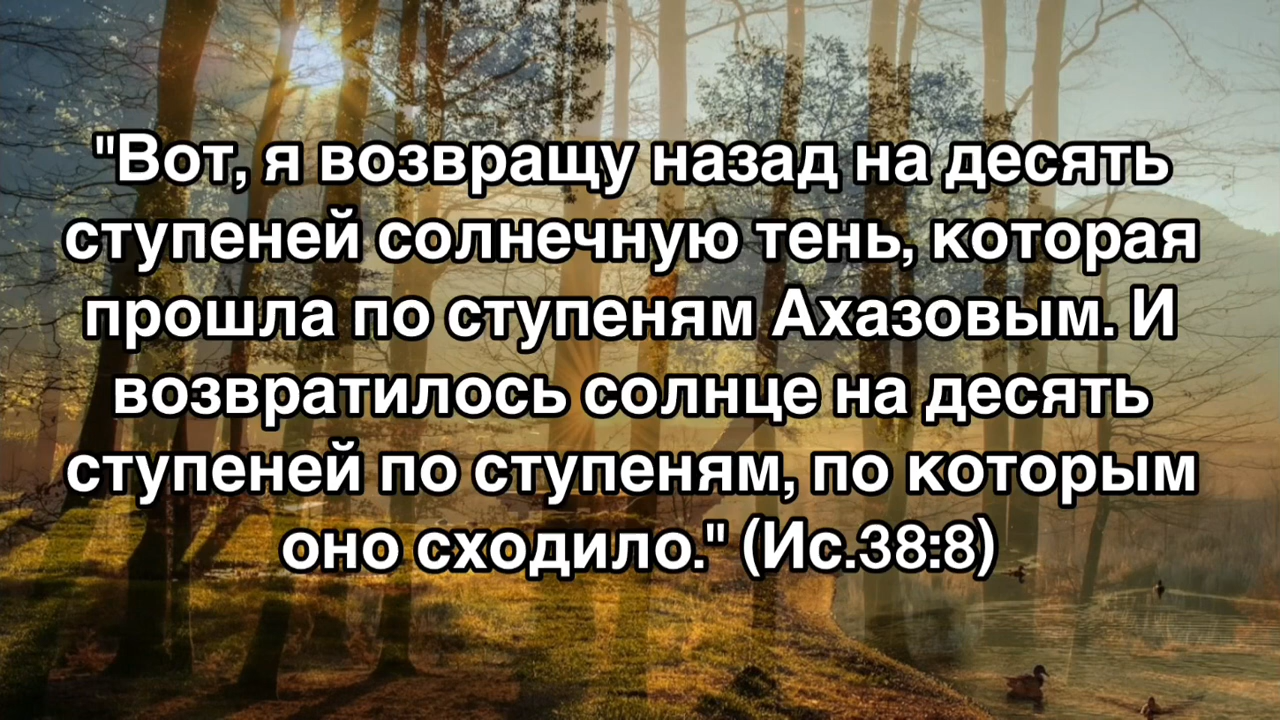 "Вот, я возвращу назад на десять
ступеней солнечную тень, которая
прошла по ступеням Ахазовым. И
возвратилось солнце на десять
ступеней по ступеням, по которым
оно сходило." (Ис.38:8)